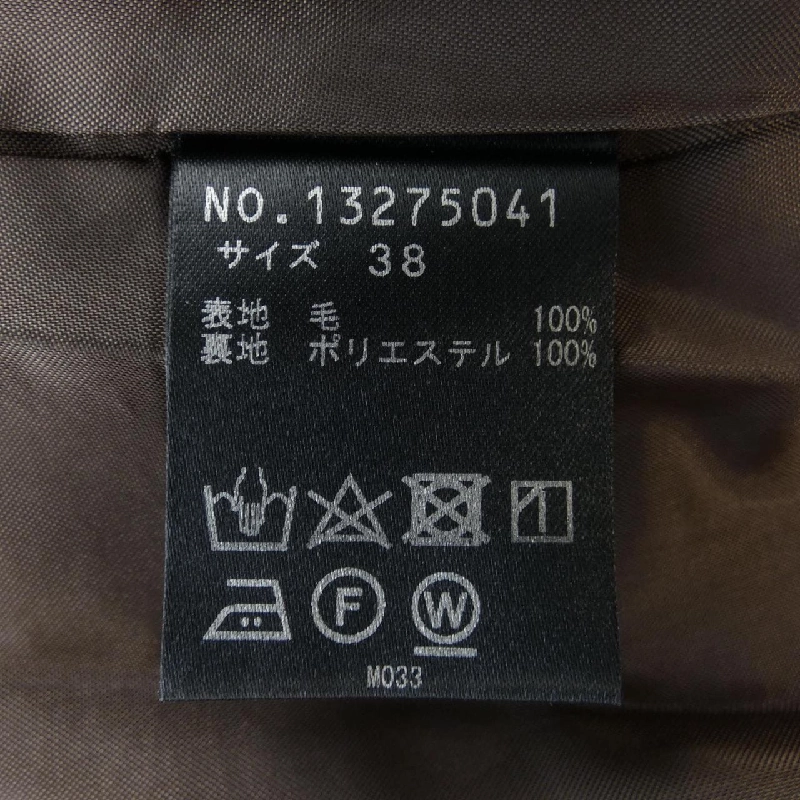 NO.13275041
サイズ 38
表地 毛 100%
裏地 ポリエステル 100%
F W
M033